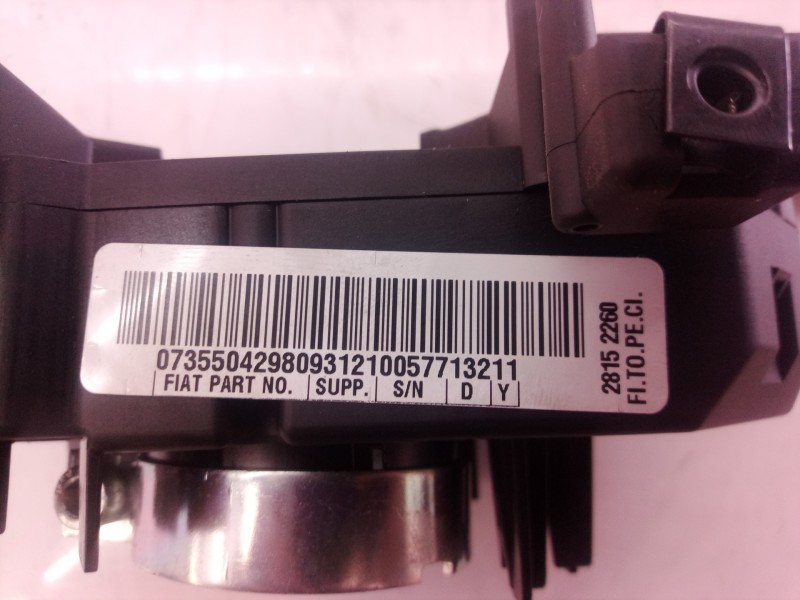 07355042980931210057713211
FIAT PART NO. SUPP. S/N D Y
2815 2260
FI.TO.PE.CI.